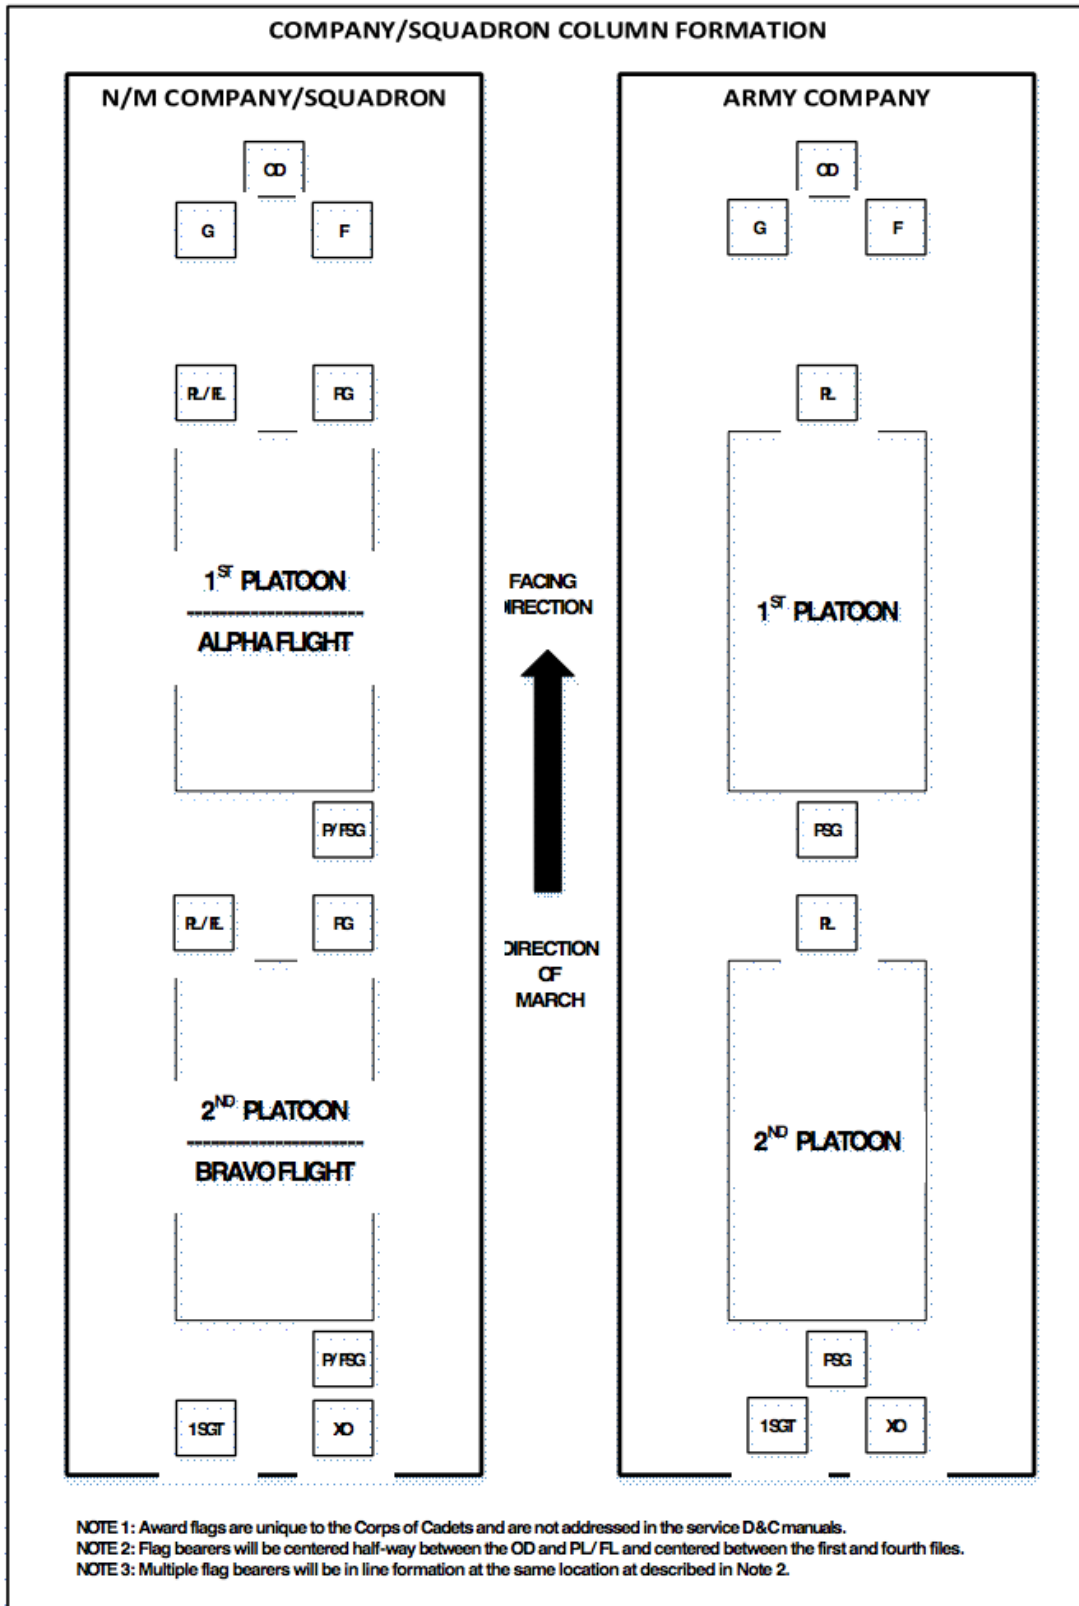 COMPANY/SQUADRON COLUMN FORMATION
N/M COMPANY/SQUADRON
OD
G
F
PL/FL
PG
1ST PLATOON
ALPHA FLIGHT
P/FSG
PL/FL
PG
2ND PLATOON
BRAVO FLIGHT
P/FSG
1SGT
XO
FACING
DIRECTION
DIRECTION
OF
MARCH
ARMY COMPANY
OD
G
F
PL
1ST PLATOON
PSG
PL
2ND PLATOON
PSG
1SGT
XO
NOTE 1: Award flags are unique to the Corps of Cadets and are not addressed in the service D&C manuals.
NOTE 2: Flag bearers will be centered half-way between the OD and PL/ FL and centered between the first and fourth files.
NOTE 3: Multiple flag bearers will be in line formation at the same location at described in Note 2.